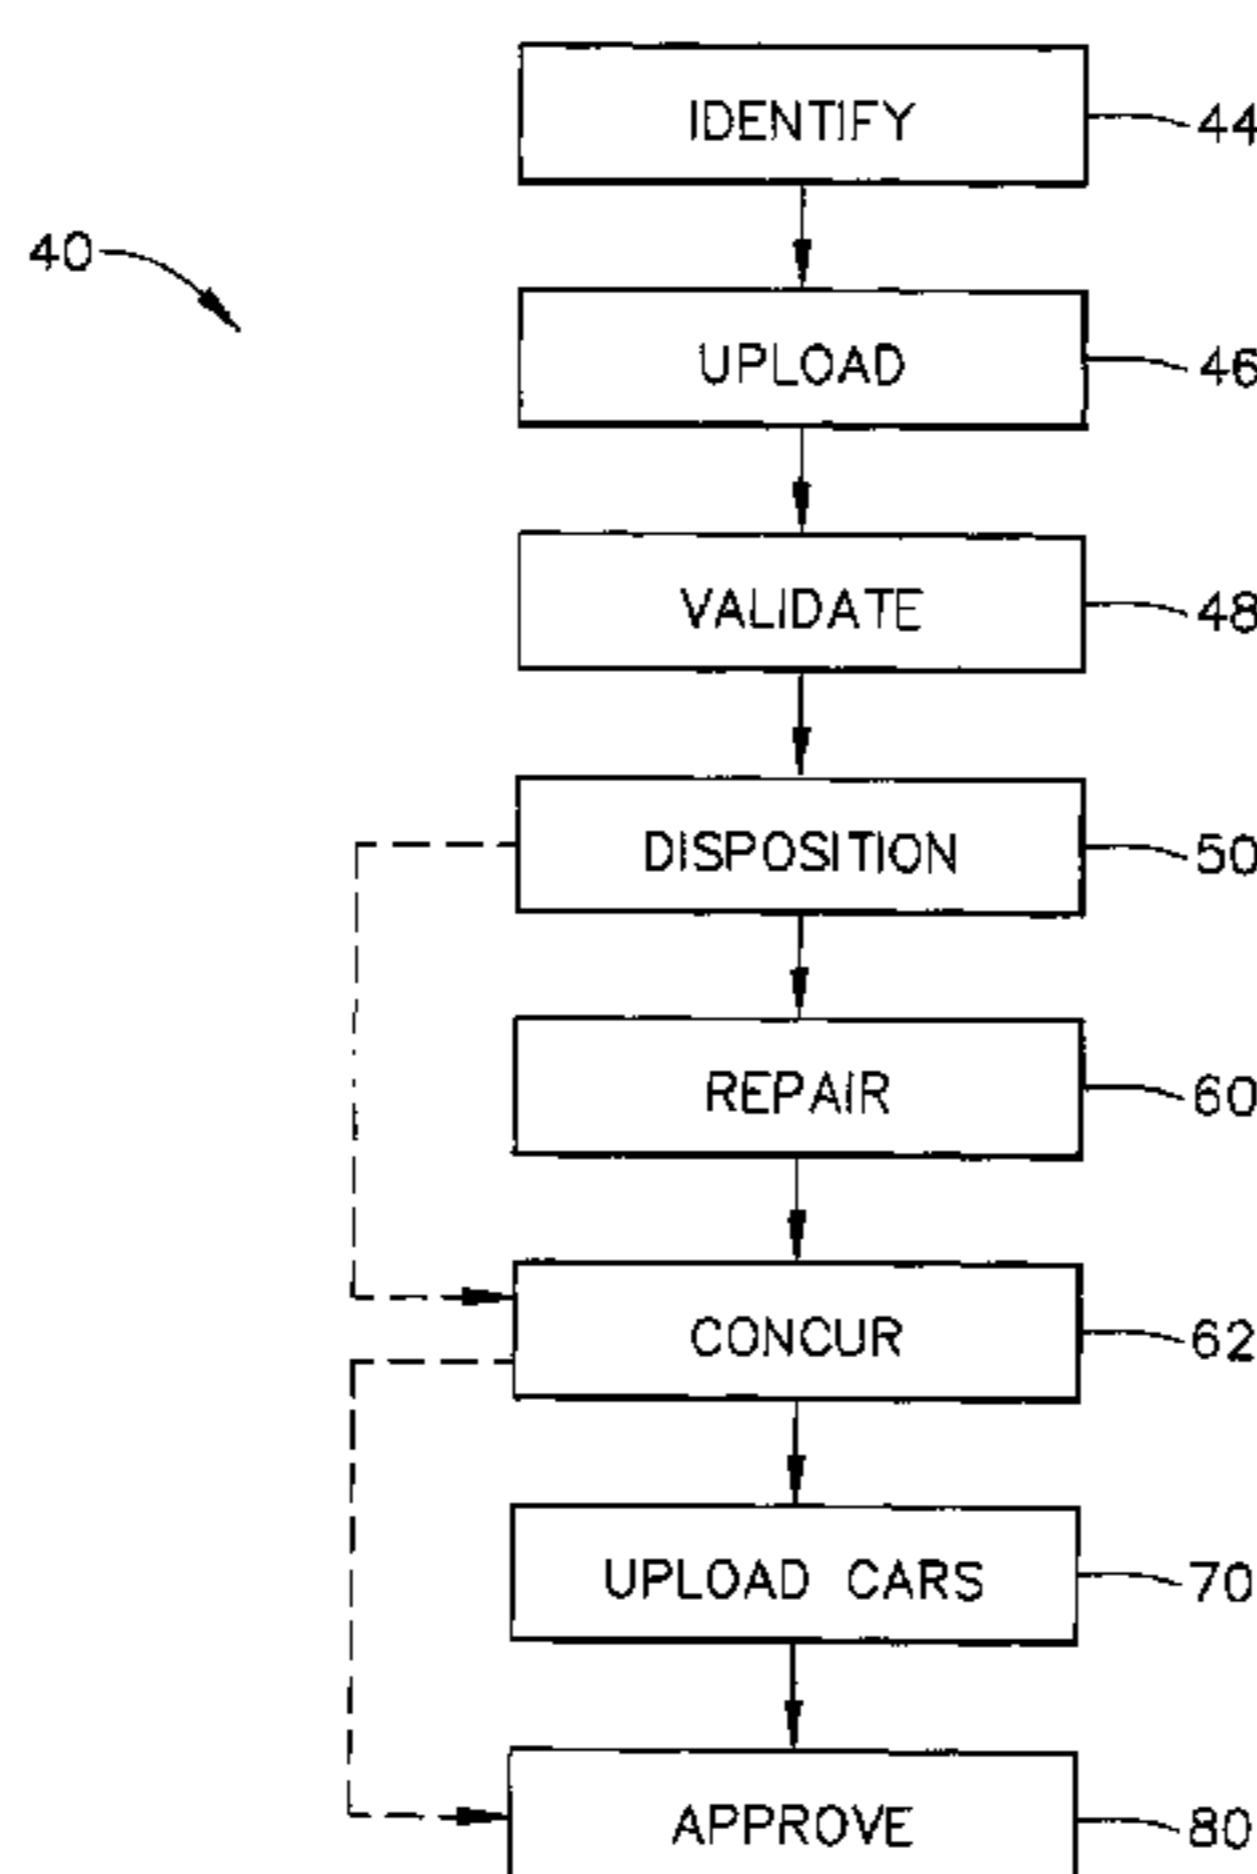 IDENTIFY 44
40
UPLOAD 46
VALIDATE 48
DISPOSITION 50
REPAIR 60
CONCUR 62
UPLOAD CARS 70
APPROVE 80